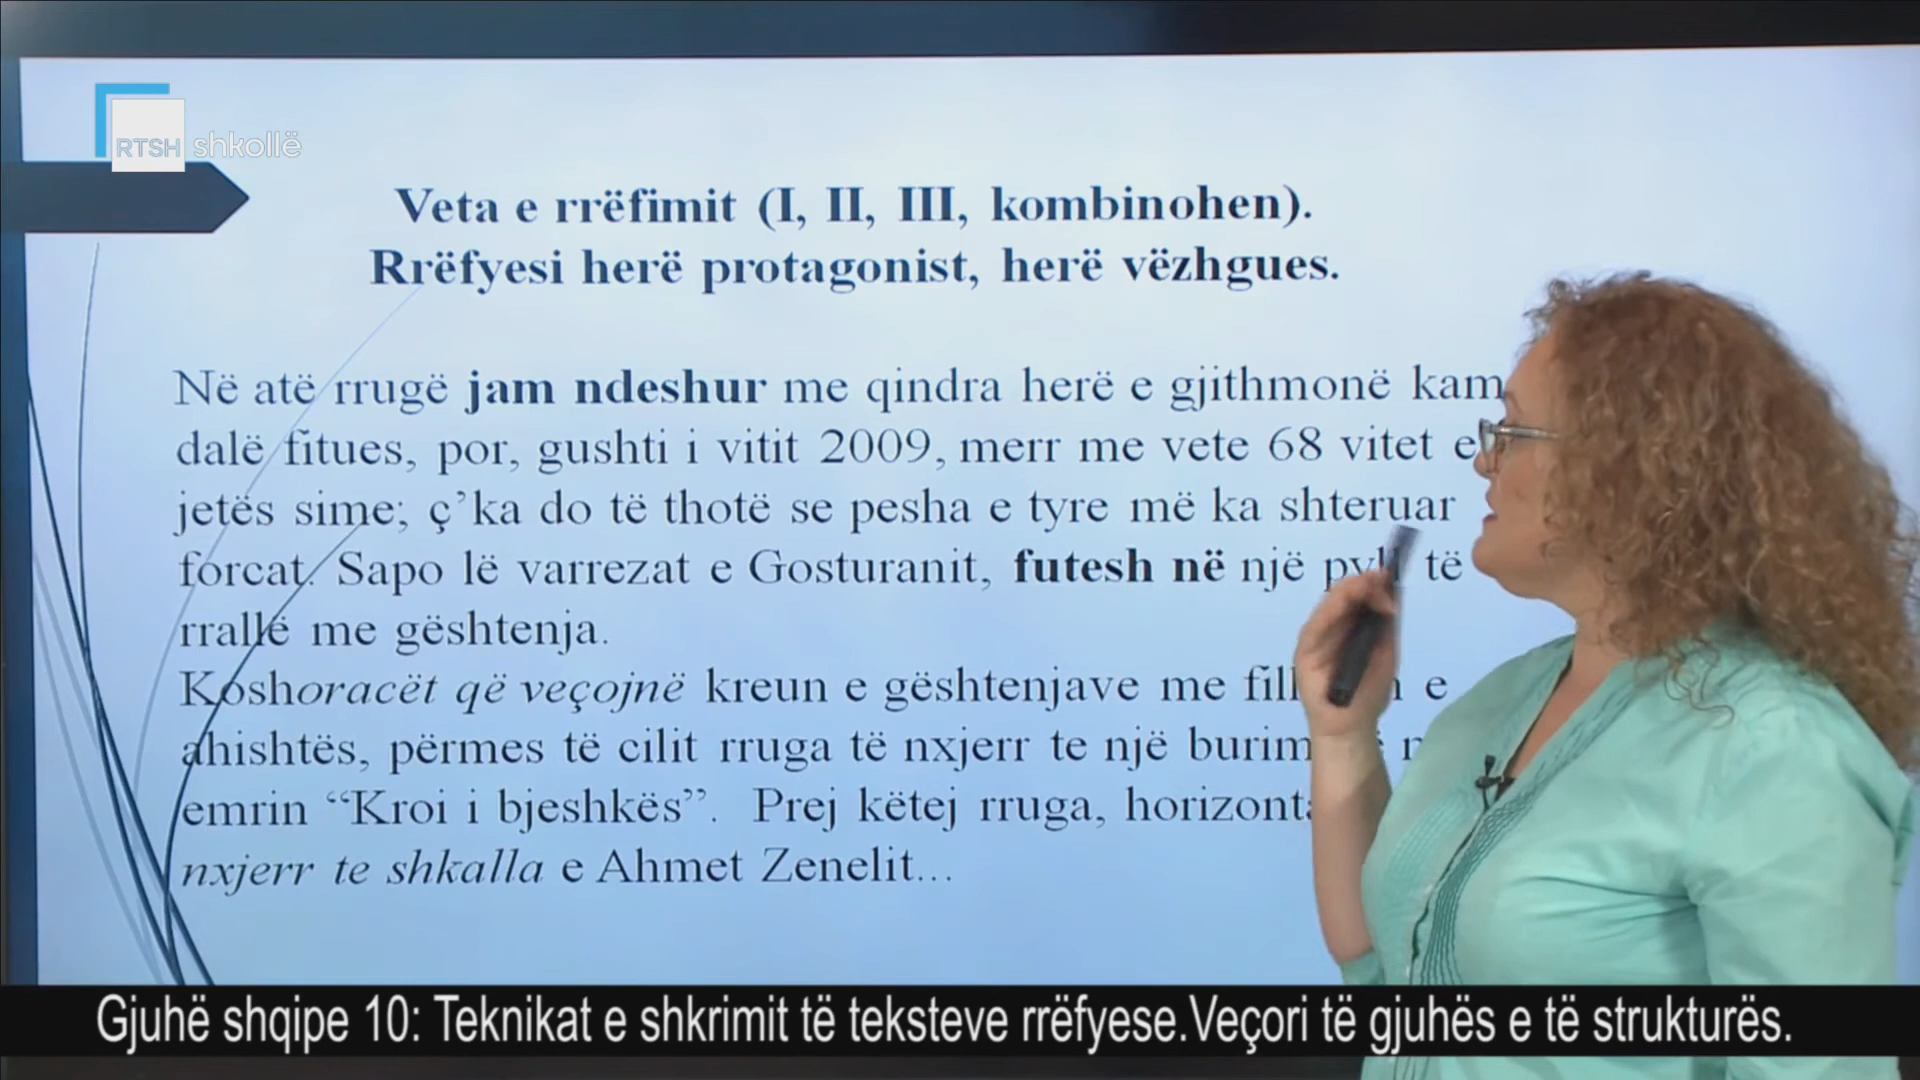 RTSH shkollë
Veta e rrëfimit (I, II, III, kombinohen).
Rrëfyesi herë protagonist, herë vëzhgues.
Në atë rrugë jam ndeshur me qindra herë e gjithmonë kam
dalë fitues, por, gushti i vitit 2009, merr me vete 68 vitet e
jetës sime; ç’ka do të thotë se pesha e tyre më ka shteruar
forcat. Sapo lë varrezat e Gosturanit, futesh në një pyll të
rrallë me gështenja.
Koshoracët që veçojnë kreun e gështenjave me e
ahishtës, përmes të cilit rruga të nxjerr te një burim
emrin “Kroi i bjeshkës”. Prej këtej rruga,
nxjerr te shkalla e Ahmet Zenelit...
Gjuhë shqipe 10: Teknikat e shkrimit të teksteve rrëfyese.Veçori të gjuhës e të strukturës.